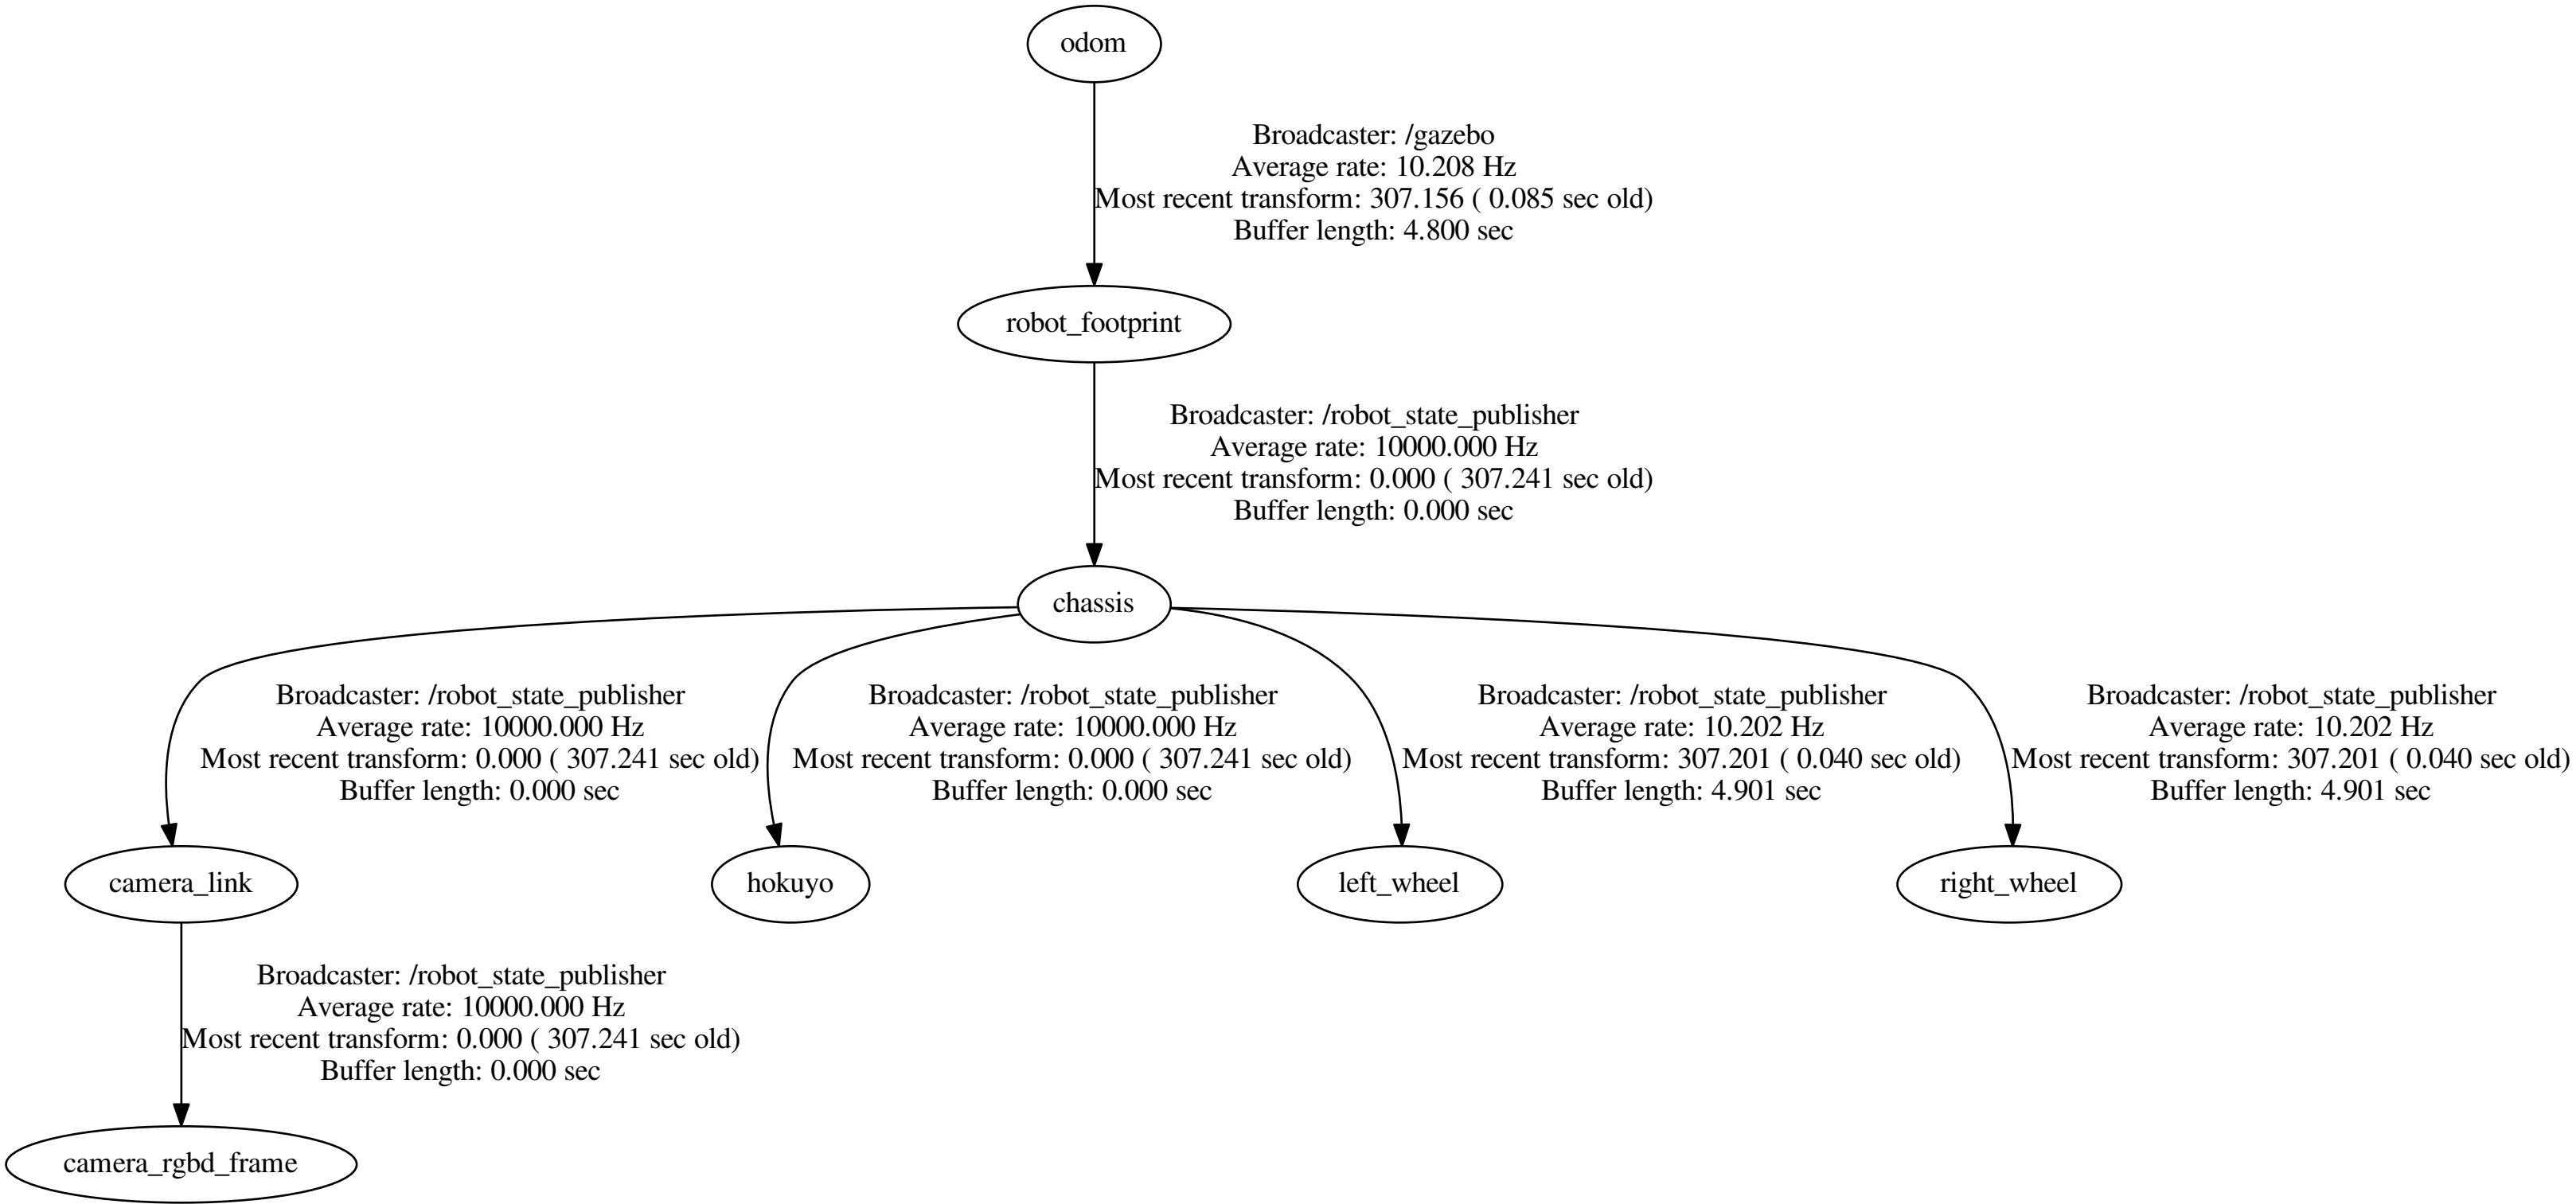 odom
Broadcaster: /gazebo
Average rate: 10.208 Hz
Most recent transform: 307.156 ( 0.085 sec old)
Buffer length: 4.800 sec
robot_footprint
Broadcaster: /robot_state_publisher
Average rate: 10000.000 Hz
Most recent transform: 0.000 ( 307.241 sec old)
Buffer length: 0.000 sec
chassis
Broadcaster: /robot_state_publisher
Average rate: 10000.000 Hz
Most recent transform: 0.000 ( 307.241 sec old)
Buffer length: 0.000 sec
Broadcaster: /robot_state_publisher
Average rate: 10000.000 Hz
Most recent transform: 0.000 ( 307.241 sec old)
Buffer length: 0.000 sec
Broadcaster: /robot_state_publisher
Average rate: 10.202 Hz
Most recent transform: 307.201 ( 0.040 sec old)
Buffer length: 4.901 sec
Broadcaster: /robot_state_publisher
Average rate: 10.202 Hz
Most recent transform: 307.201 ( 0.040 sec old)
Buffer length: 4.901 sec
camera_link
hokuyo
left_wheel
right_wheel
Broadcaster: /robot_state_publisher
Average rate: 10000.000 Hz
Most recent transform: 0.000 ( 307.241 sec old)
Buffer length: 0.000 sec
camera_rgbd_frame